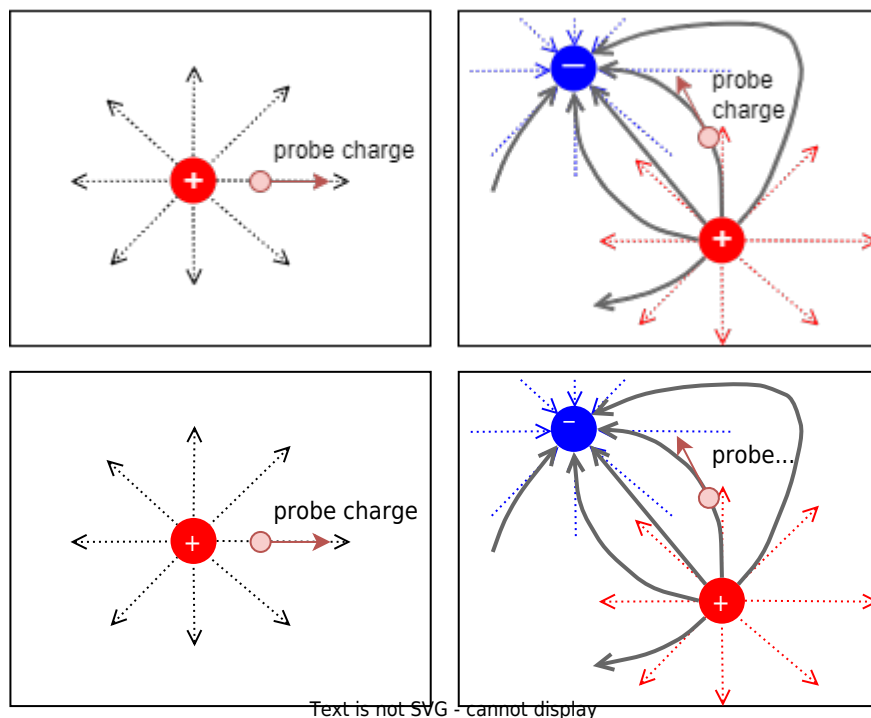 probe charge
+
−
probe
charge
+
probe charge
+
−
probe...
+
Text is not SVG - cannot display